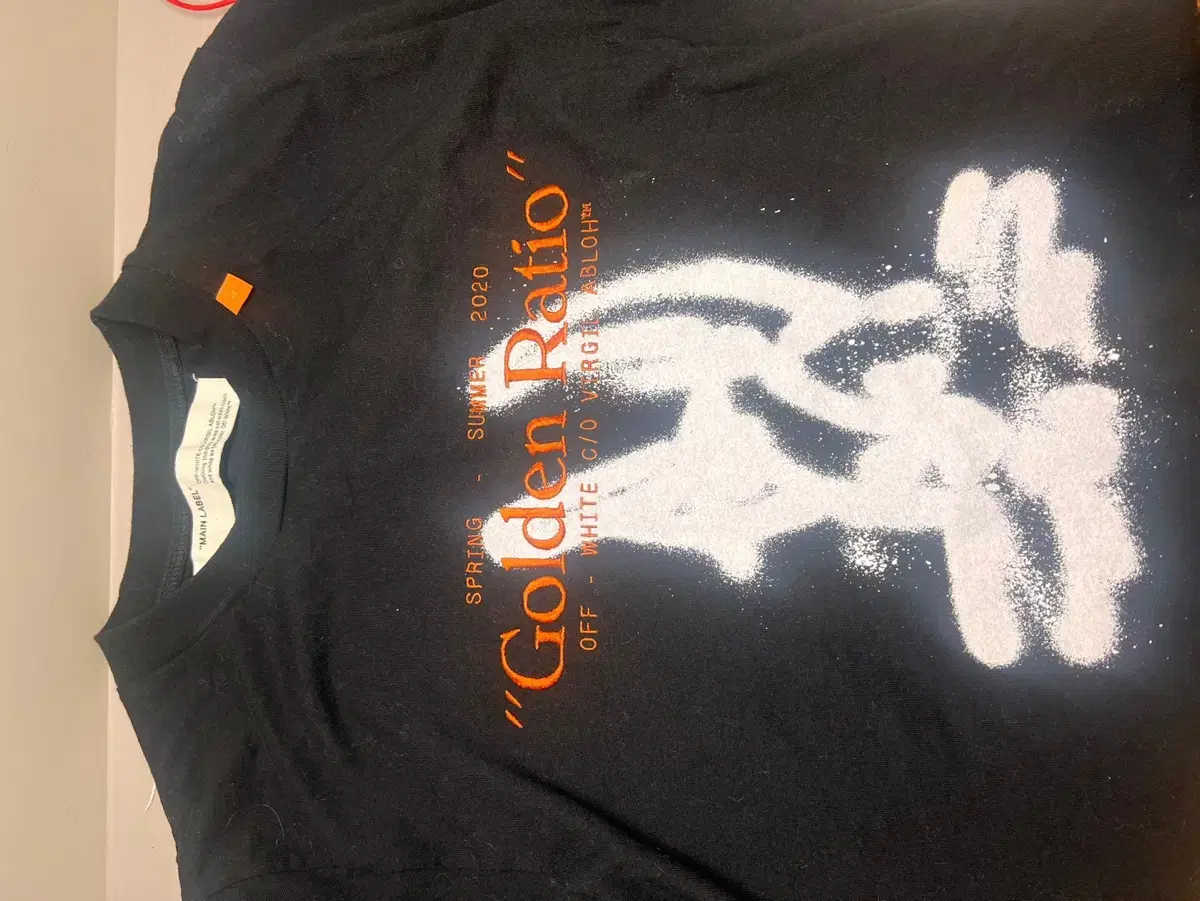 "MAIN LABEL"
SPRING - SUMMER 2020
"Golden Ratio"
OFF - WHITE C/O VIRGIL ABLOH™